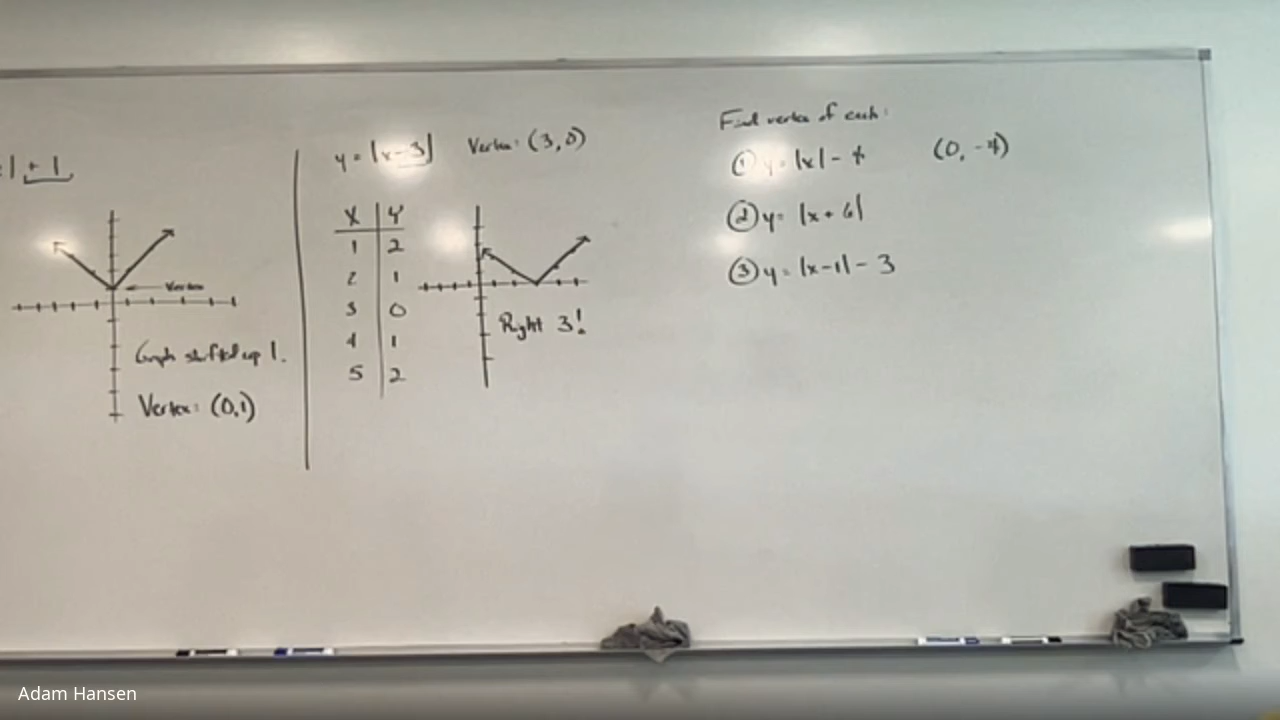 | + 1
Vertex
Graph shifted up 1.
Vertex: (0,1)
y = |x-3| Vertex: (3,0)
X Y
1 2
2 1
3 0
4 1
5 2
Right 3!
Find vertex of each:
① y = |x| - 4 (0, -4)
② y = |x + 6|
③ y = |x-1| - 3
Adam Hansen